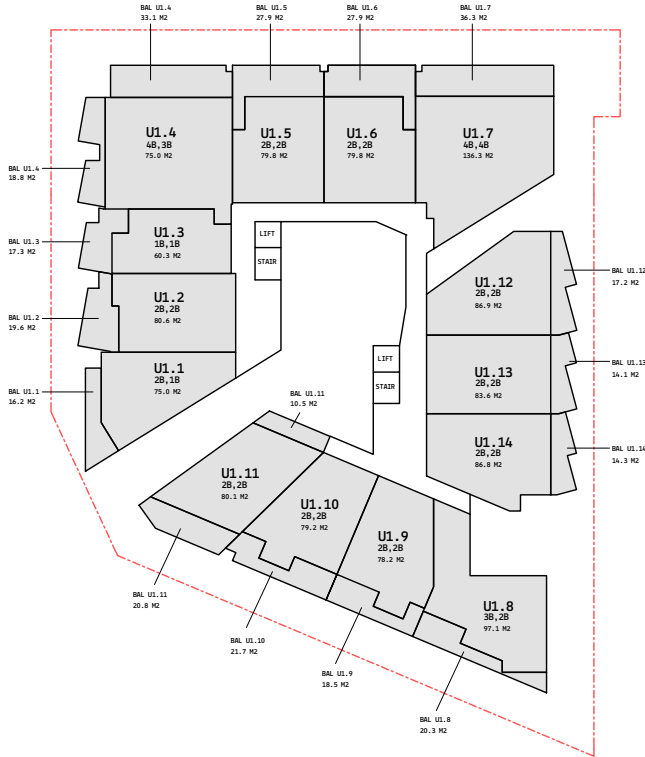 BAL U1.4
33.1 M2
BAL U1.5
27.9 M2
BAL U1.6
27.9 M2
BAL U1.7
36.3 M2
U1.4
4B,3B
75.0 M2
U1.5
2B,2B
79.8 M2
U1.6
2B,2B
79.8 M2
U1.7
4B,4B
136.3 M2
BAL U1.4
18.8 M2
U1.3
1B,1B
60.3 M2
BAL U1.3
17.3 M2
LIFT
STAIR
U1.12
2B,2B
86.9 M2
BAL U1.12
17.2 M2
U1.2
2B,2B
80.6 M2
BAL U1.2
19.6 M2
LIFT
STAIR
U1.13
2B,2B
83.6 M2
BAL U1.13
14.1 M2
U1.1
2B,1B
75.0 M2
BAL U1.1
16.2 M2
BAL U1.11
10.5 M2
U1.14
2B,2B
86.8 M2
BAL U1.14
14.3 M2
U1.11
2B,2B
80.1 M2
U1.10
2B,2B
79.2 M2
U1.9
2B,2B
78.2 M2
U1.8
3B,2B
97.1 M2
BAL U1.11
20.8 M2
BAL U1.10
21.7 M2
BAL U1.9
18.5 M2
BAL U1.8
20.3 M2